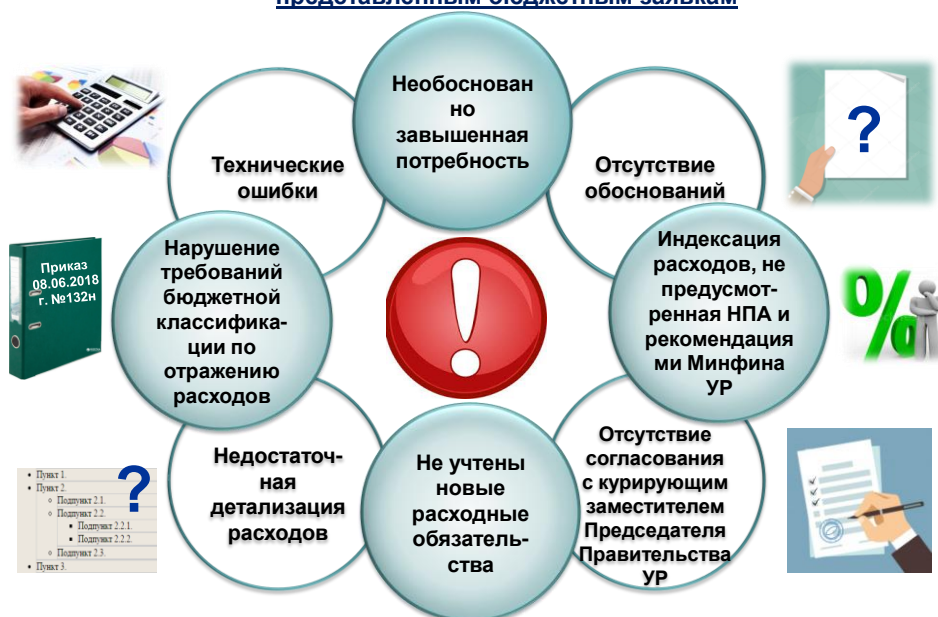 представленным бюджетным заявкам
Необоснован
но
завышенная
потребность
Технические
ошибки
Отсутствие
обоснований
?
Приказ
08.06.2018
г. №132н
Нарушение
требований
бюджетной
классифика-
ции по
отражению
расходов
Индексация
расходов, не
предусмот-
ренная НПА и
рекомендация
ми Минфина
УР
%
Недостаточ-
ная
детализация
расходов
Не учтены
новые
расходные
обязатель-
ства
Отсутствие
согласования
с курирующим
заместителем
Председателя
Правительства
УР
?
Пункт 1.
Пункт 2.
Подпункт 2.1.
Подпункт 2.2.
Подпункт 2.2.1.
Подпункт 2.2.2.
Подпункт 2.3.
Пункт 3.